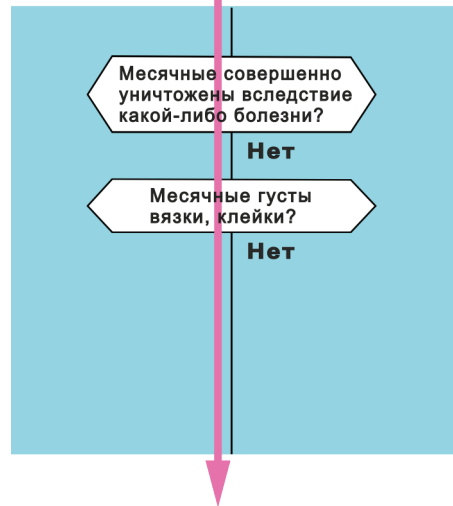 Месячные совершенно
уничтожены вследствие
какой-либо болезни?
Нет
Месячные густы
вязки, клейки?
Нет